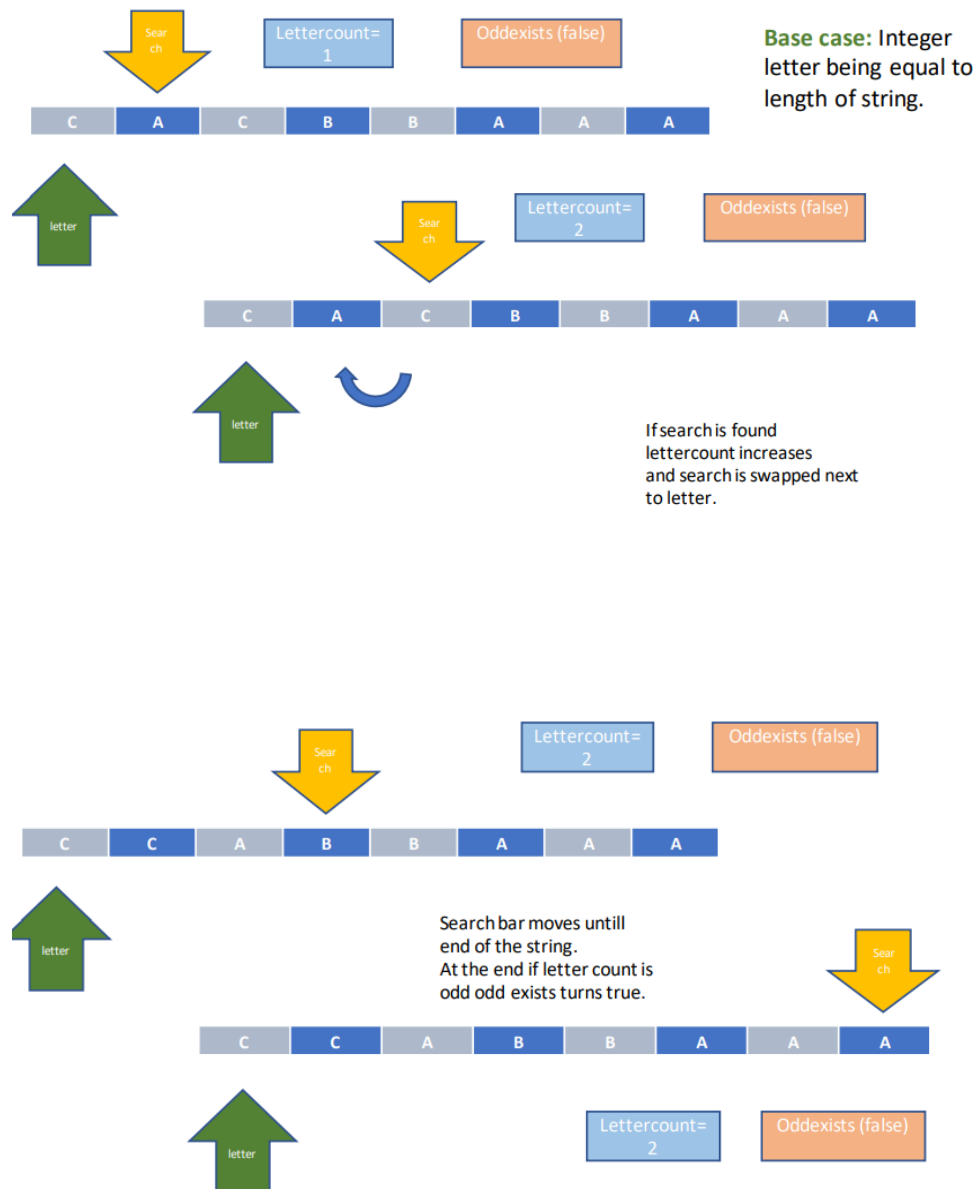 Sear
ch
Lettercount=
1
Oddexists (false)
Base case: Integer
letter being equal to
length of string.
C A C B B A A A
letter
Sear
ch
Lettercount=
2
Oddexists (false)
C A C B B A A A
letter
If search is found
lettercount increases
and search is swapped next
to letter.
Sear
ch
Lettercount=
2
Oddexists (false)
C C A B B A A A
letter
Search bar moves untill
end of the string.
At the end if letter count is
odd odd exists turns true.
Sear
ch
C C A B B A A A
letter
Lettercount=
2
Oddexists (false)